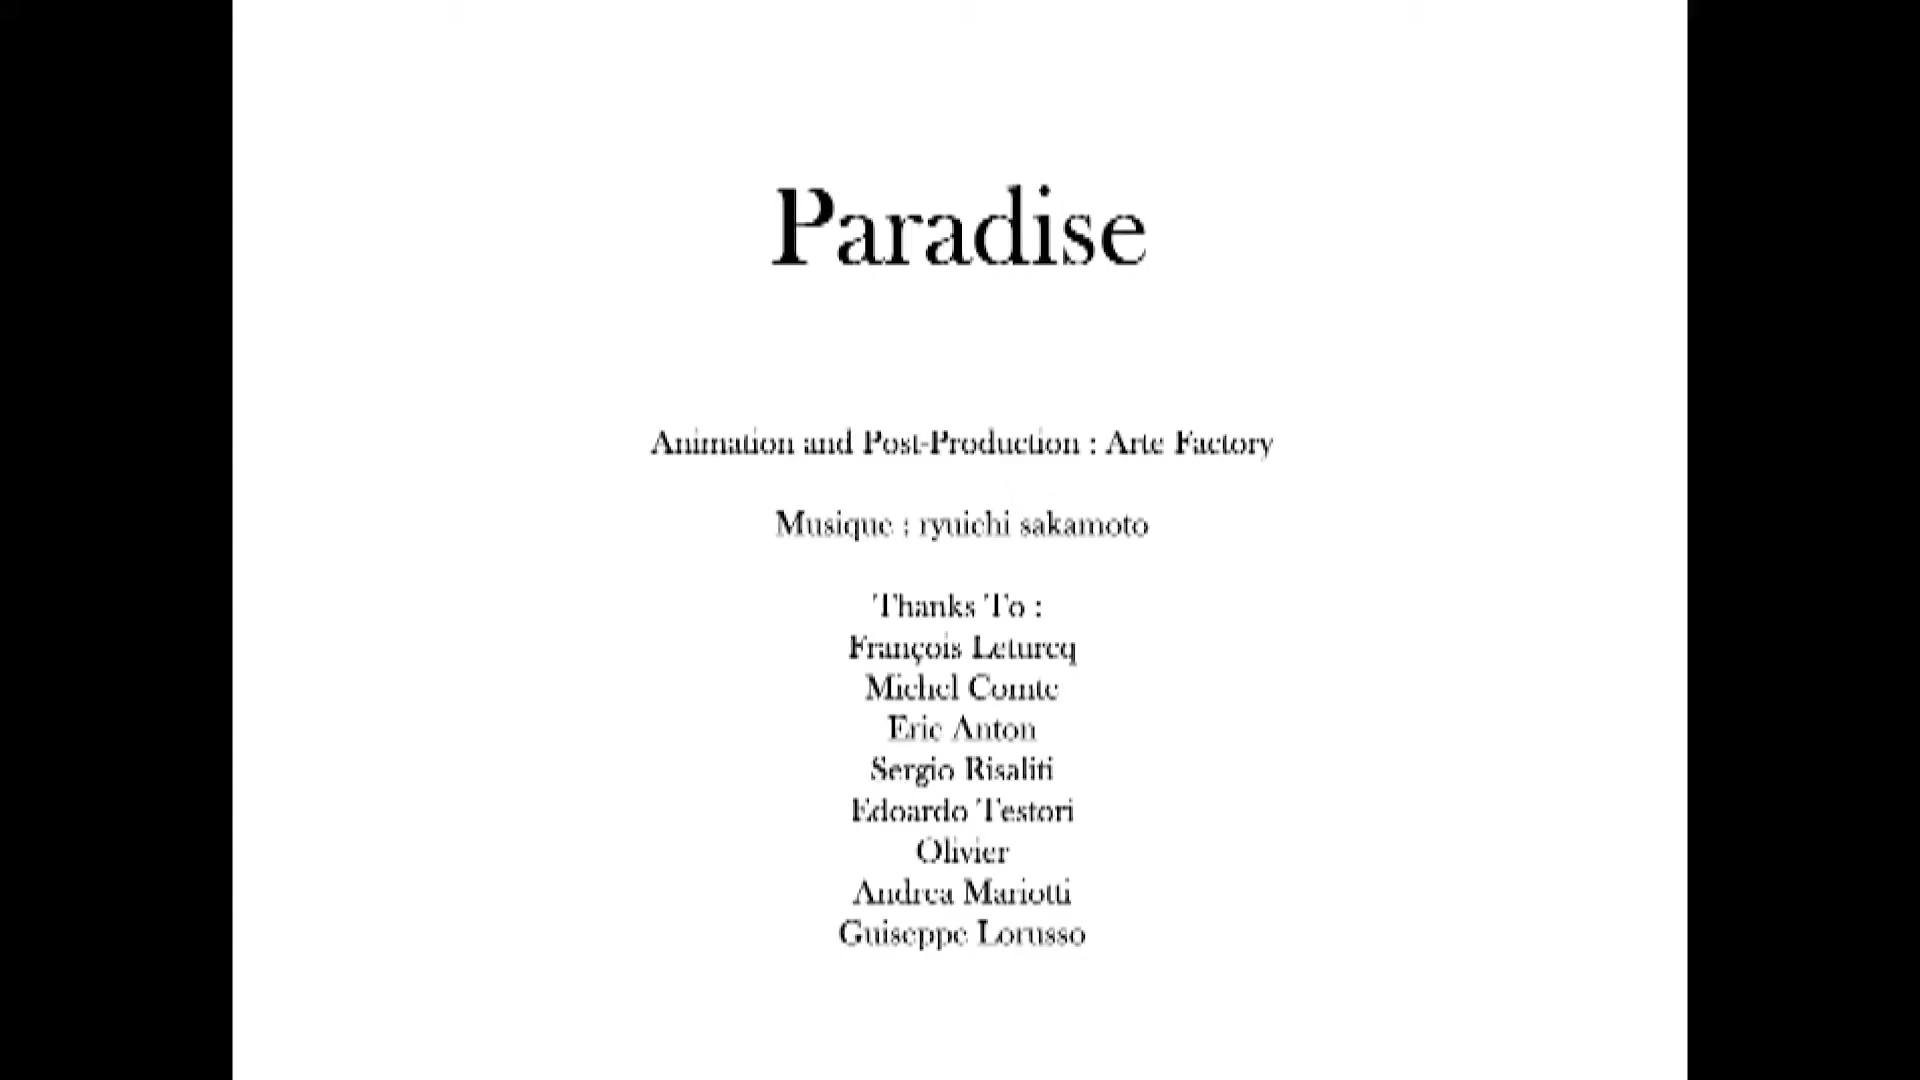 Paradise
Animation and Post-Production : Arte Factory
Musique : ryuichi sakamoto
Thanks To :
François Leturcq
Michel Comte
Eric Anton
Sergio Risaliti
Edoardo Testori
Olivier
Andrea Mariotti
Guiseppe Lorusso